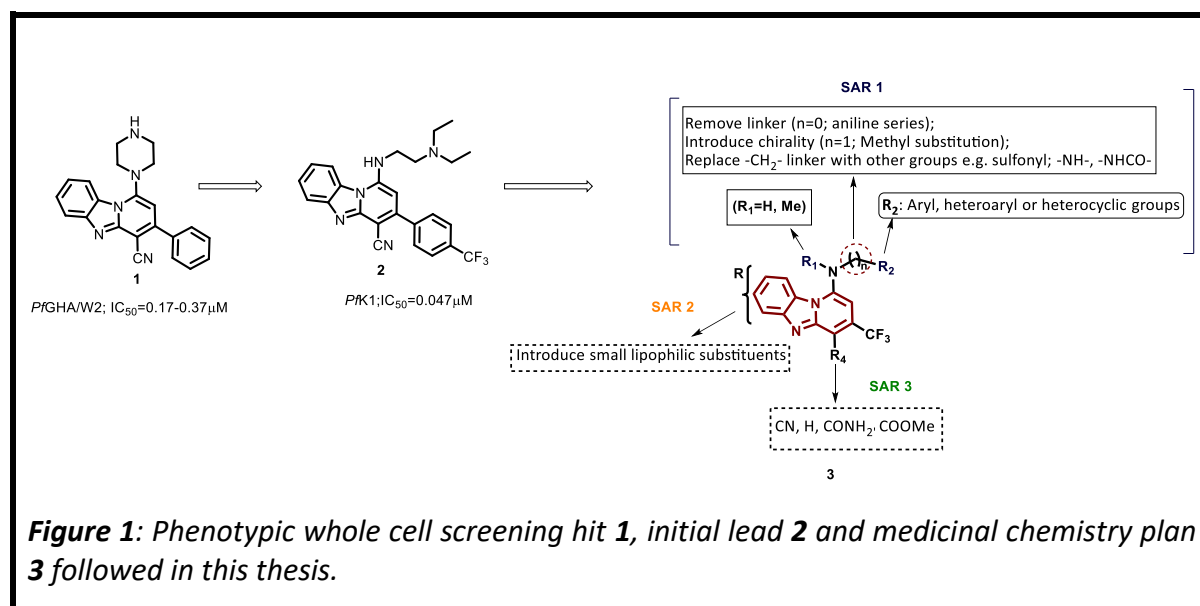 SAR 1
Remove linker (n=0; aniline series);
Introduce chirality (n=1; Methyl substitution);
Replace -CH2- linker with other groups e.g. sulfonyl; -NH-, -NHCO-
(R1=H, Me)
R2: Aryl, heteroaryl or heterocyclic groups
H
N
N
N
N
CN
1
PfGHA/W2; IC50=0.17-0.37μM
HN
N
N
N
CN
CF3
2
PfK1;IC50=0.047μM
R1
N
( )n
R2
R
N
N
CF3
R4
SAR 2
Introduce small lipophilic substituents
SAR 3
CN, H, CONH2, COOMe
3
Figure 1: Phenotypic whole cell screening hit 1, initial lead 2 and medicinal chemistry plan
3 followed in this thesis.